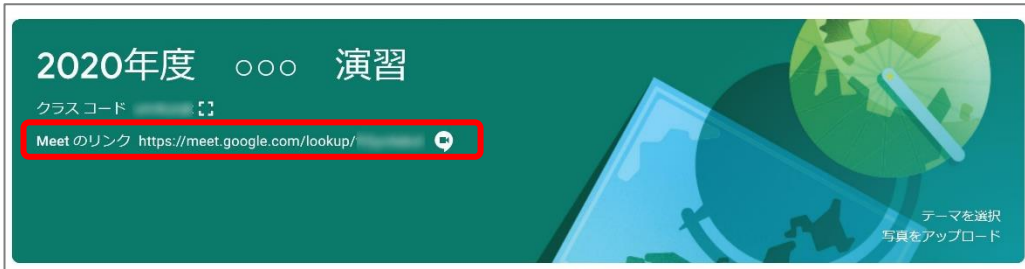 2020年度　○○○　演習
クラス コード
Meet のリンク https://meet.google.com/lookup/
テーマを選択
写真をアップロード